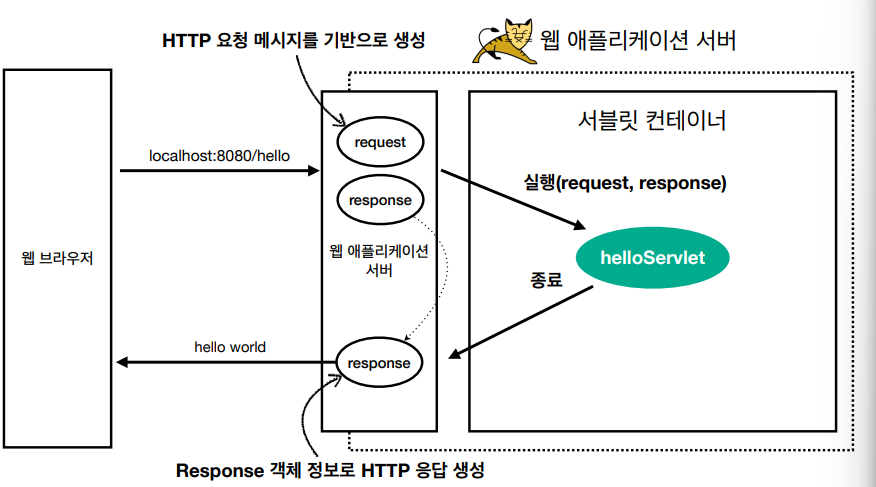 HTTP 요청 메시지를 기반으로 생성
웹 애플리케이션 서버
서블릿 컨테이너
request
localhost:8080/hello
실행(request, response)
response
웹 브라우저
웹 애플리케이션
서버
helloServlet
종료
hello world
response
Response 객체 정보로 HTTP 응답 생성